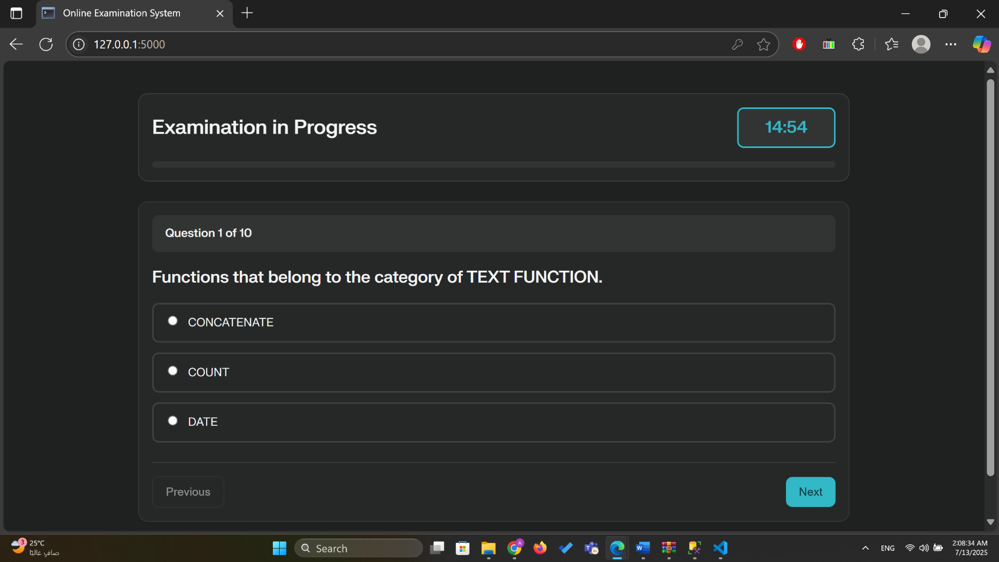 Online Examination System
127.0.0.1:5000
Examination in Progress
14:54
Question 1 of 10
Functions that belong to the category of TEXT FUNCTION.
CONCATENATE
COUNT
DATE
Previous
Next
3
25°C
صافٍ غالبًا
Search
A
ENG
2:08:34 AM
7/13/2025